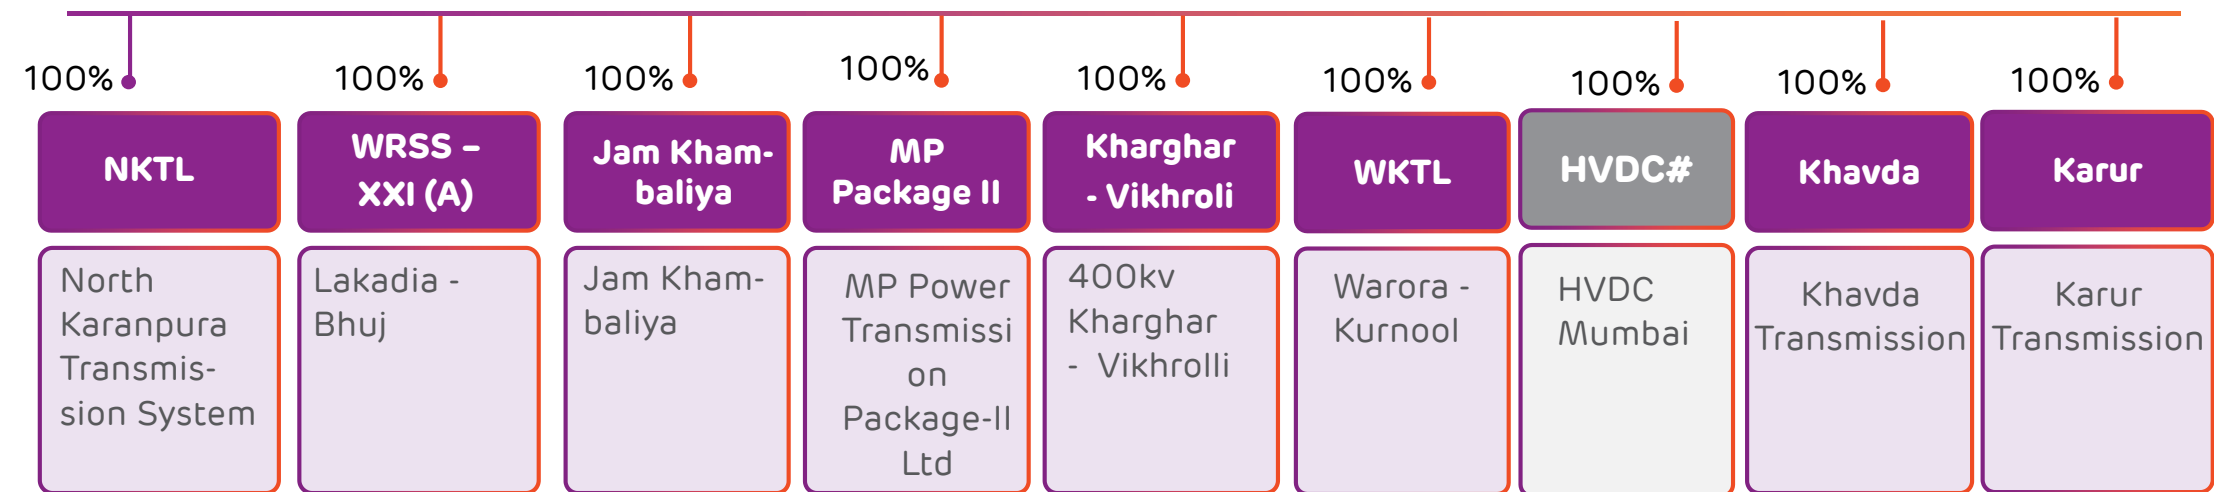 100%
100%
100%
100%
100%
100%
100%
100%
100%
NKTL
WRSS –
XXI (A)
Jam Kham-
baliya
MP
Package II
Kharghar
- Vikhroli
WKTL
HVDC#
Khavda
Karur
North
Karanpura
Transmis-
sion System
Lakadia -
Bhuj
Jam Kham-
baliya
MP Power
Transmissi
on
Package-II
Ltd
400kv
Kharghar
- Vikhrolli
Warora -
Kurnool
HVDC
Mumbai
Khavda
Transmission
Karur
Transmission